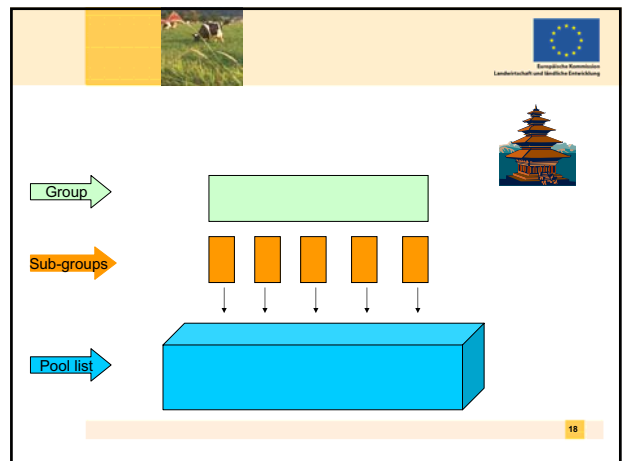 Europäische Kommission
Landwirtschaft und ländliche Entwicklung
Group
Sub-groups
Pool list
18